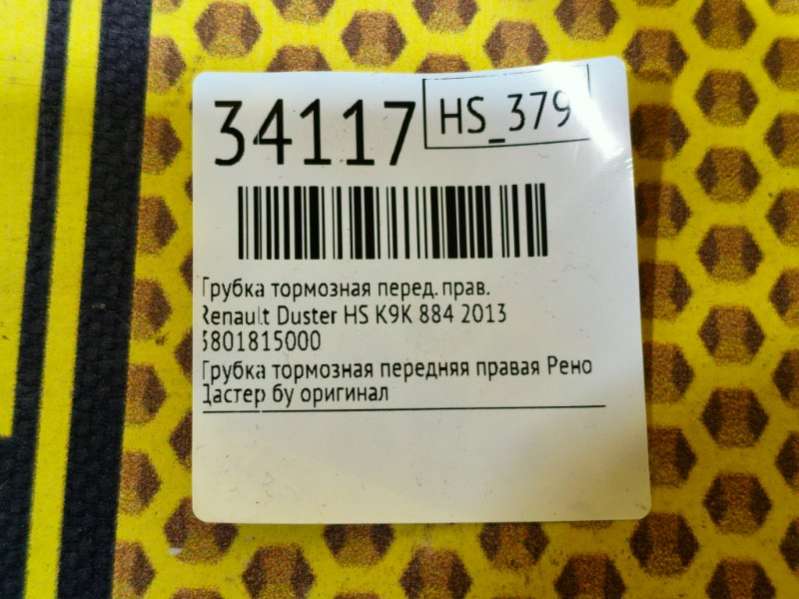 34117
HS_379
Трубка тормозная перед. прав.
Renault Duster HS K9K 884 2013
3801815000
Трубка тормозная передняя правая Рено
Дастер бу оригинал